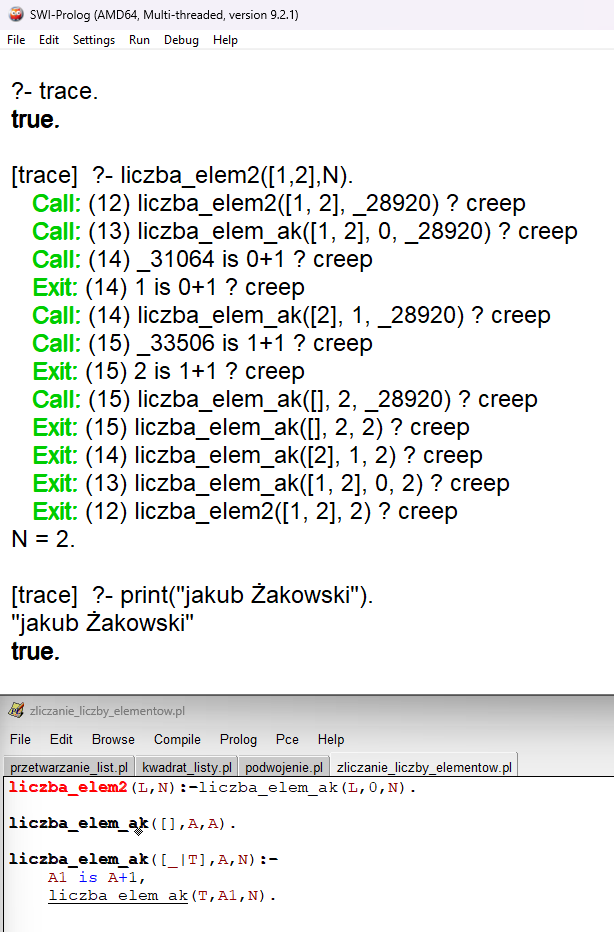 SWI-Prolog (AMD64, Multi-threaded, version 9.2.1)
File Edit Settings Run Debug Help
?- trace.
true.
[trace]  ?- liczba_elem2([1,2],N).
Call: (12) liczba_elem2([1, 2], _28920) ? creep
Call: (13) liczba_elem_ak([1, 2], 0, _28920) ? creep
Call: (14) _31064 is 0+1 ? creep
Exit: (14) 1 is 0+1 ? creep
Call: (14) liczba_elem_ak([2], 1, _28920) ? creep
Call: (15) _33506 is 1+1 ? creep
Exit: (15) 2 is 1+1 ? creep
Call: (15) liczba_elem_ak([], 2, _28920) ? creep
Exit: (15) liczba_elem_ak([], 2, 2) ? creep
Exit: (14) liczba_elem_ak([2], 1, 2) ? creep
Exit: (13) liczba_elem_ak([1, 2], 0, 2) ? creep
Exit: (12) liczba_elem2([1, 2], 2) ? creep
N = 2.
[trace]  ?- print("jakub Żakowski").
"jakub Żakowski"
true.
zliczanie_liczby_elementow.pl
File Edit Browse Compile Prolog Pce Help
przetwarzanie_list.pl kwadrat_listy.pl podwojenie.pl zliczanie_liczby_elementow.pl
liczba_elem2(L,N):-liczba_elem_ak(L,0,N).
liczba_elem_ak([],A,A).
liczba_elem_ak([_|T],A,N):-
A1 is A+1,
liczba_elem_ak(T,A1,N).